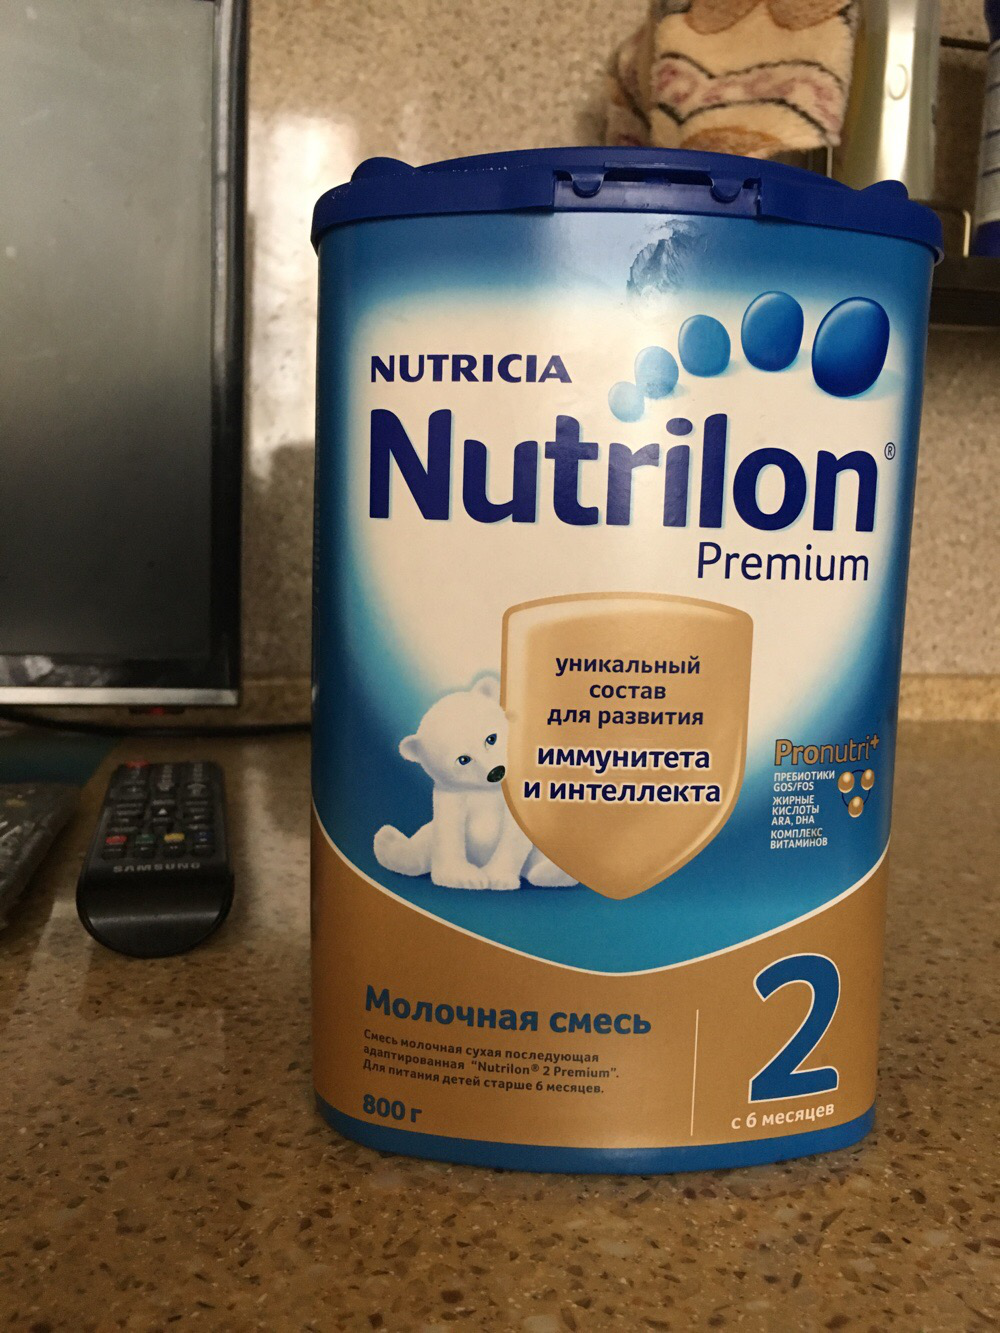 NUTRICIA
Nutrilon®
Premium
уникальный
состав
для развития
иммунитета
и интеллекта
Pronutri+
ПРЕБИОТИКИ
GOS/FOS
ЖИРНЫЕ
КИСЛОТЫ
ARA, DHA
КОМПЛЕКС
ВИТАМИНОВ
Молочная смесь
Смесь молочная сухая последующая
адаптированная "Nutrilon® 2 Premium".
Для питания детей старше 6 месяцев.
800 г
2
с 6 месяцев
SAMSUNG